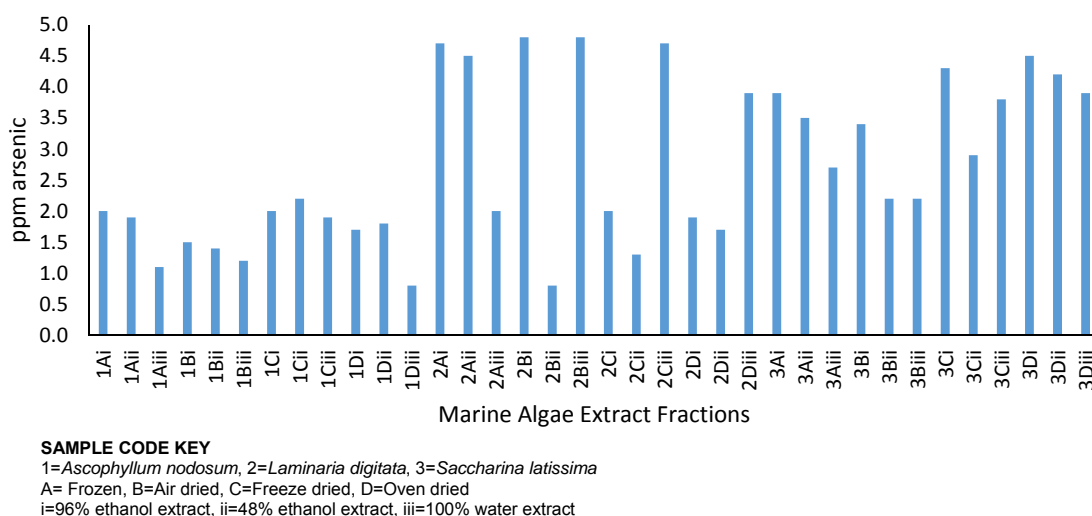 5.0
4.5
4.0
3.5
3.0
2.5
2.0
1.5
1.0
0.5
0.0
ppm arsenic
1Ai
1Aii
1Aiii
1Bi
1Bii
1Biii
1Ci
1Cii
1Ciii
1Di
1Dii
1Diii
2Ai
2Aii
2Aiii
2Bi
2Bii
2Biii
2Ci
2Cii
2Ciii
2Di
2Dii
2Diii
3Ai
3Aii
3Aiii
3Bi
3Bii
3Biii
3Ci
3Cii
3Ciii
3Di
3Dii
3Diii
Marine Algae Extract Fractions
SAMPLE CODE KEY
1=Ascophyllum nodosum, 2=Laminaria digitata, 3=Saccharina latissima
A= Frozen, B=Air dried, C=Freeze dried, D=Oven dried
i=96% ethanol extract, ii=48% ethanol extract, iii=100% water extract